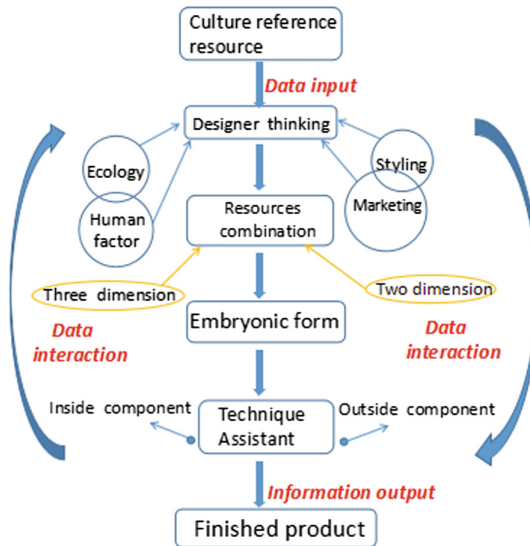 Culture reference
resource
Data input
Designer thinking
Ecology
Styling
Human
factor
Marketing
Resources
combination
Three dimension
Two dimension
Data
interaction
Embryonic form
Data
interaction
Inside component
Technique
Assistant
Outside component
Information output
Finished product